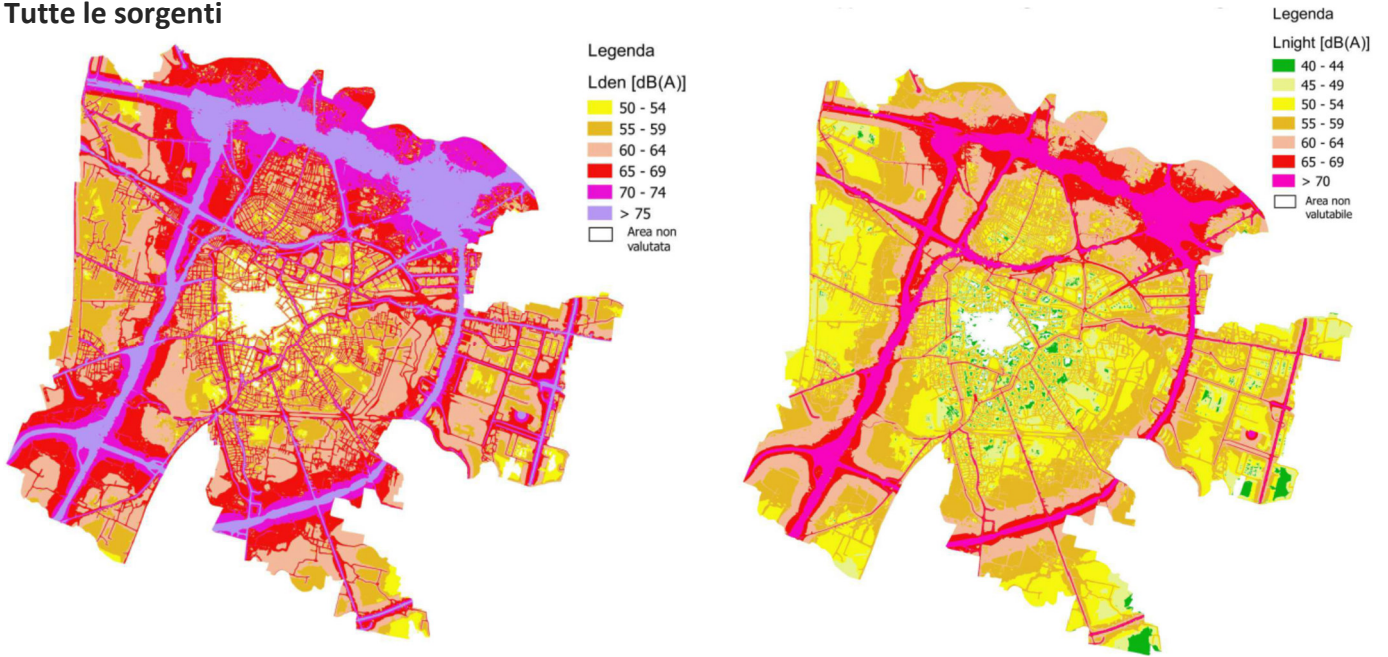 Tutte le sorgenti
Legenda
Lden [dB(A)]
50 - 54
55 - 59
60 - 64
65 - 69
70 - 74
> 75
Area non
valutata
Legenda
Lnight [dB(A)]
40 - 44
45 - 49
50 - 54
55 - 59
60 - 64
65 - 69
> 70
Area non
valutabile